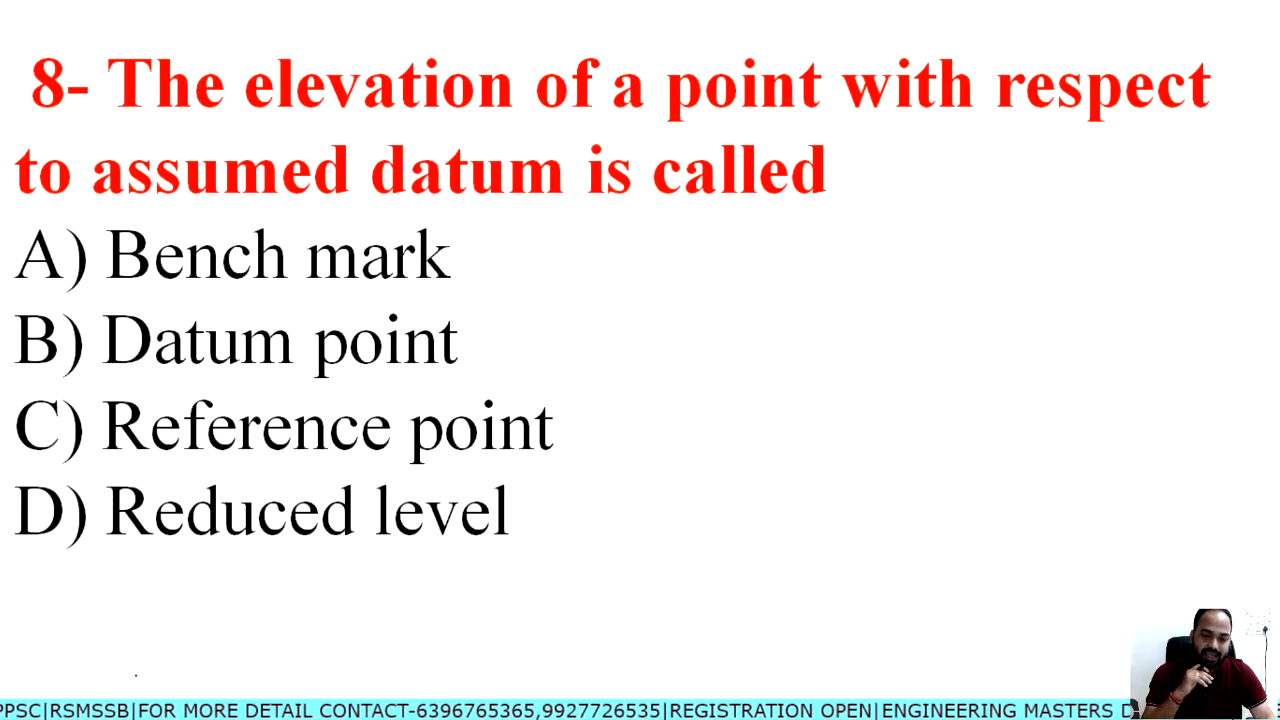 8- The elevation of a point with respect
to assumed datum is called
A) Bench mark
B) Datum point
C) Reference point
D) Reduced level
PPSC|RSMSSB|FOR MORE DETAIL CONTACT-6396765365,9927726535|REGISTRATION OPEN|ENGINEERING MASTERS D